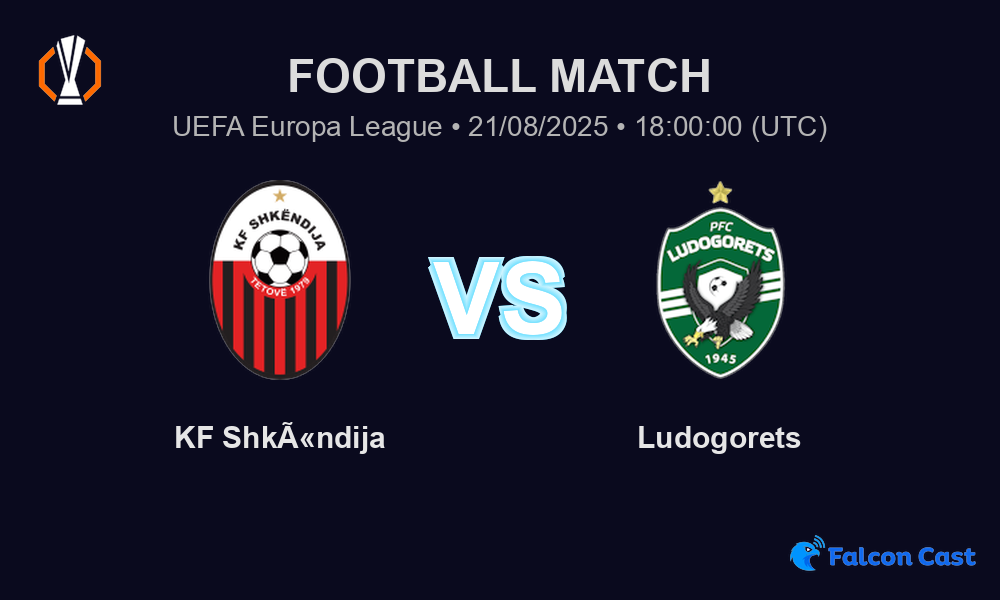 FOOTBALL MATCH
UEFA Europa League • 21/08/2025 • 18:00:00 (UTC)
KF SHKËNDIJA
TETOVË 1979
VS
PFC
LUDOGORETS
1945
KF ShkÃ«ndija
Ludogorets
Falcon Cast